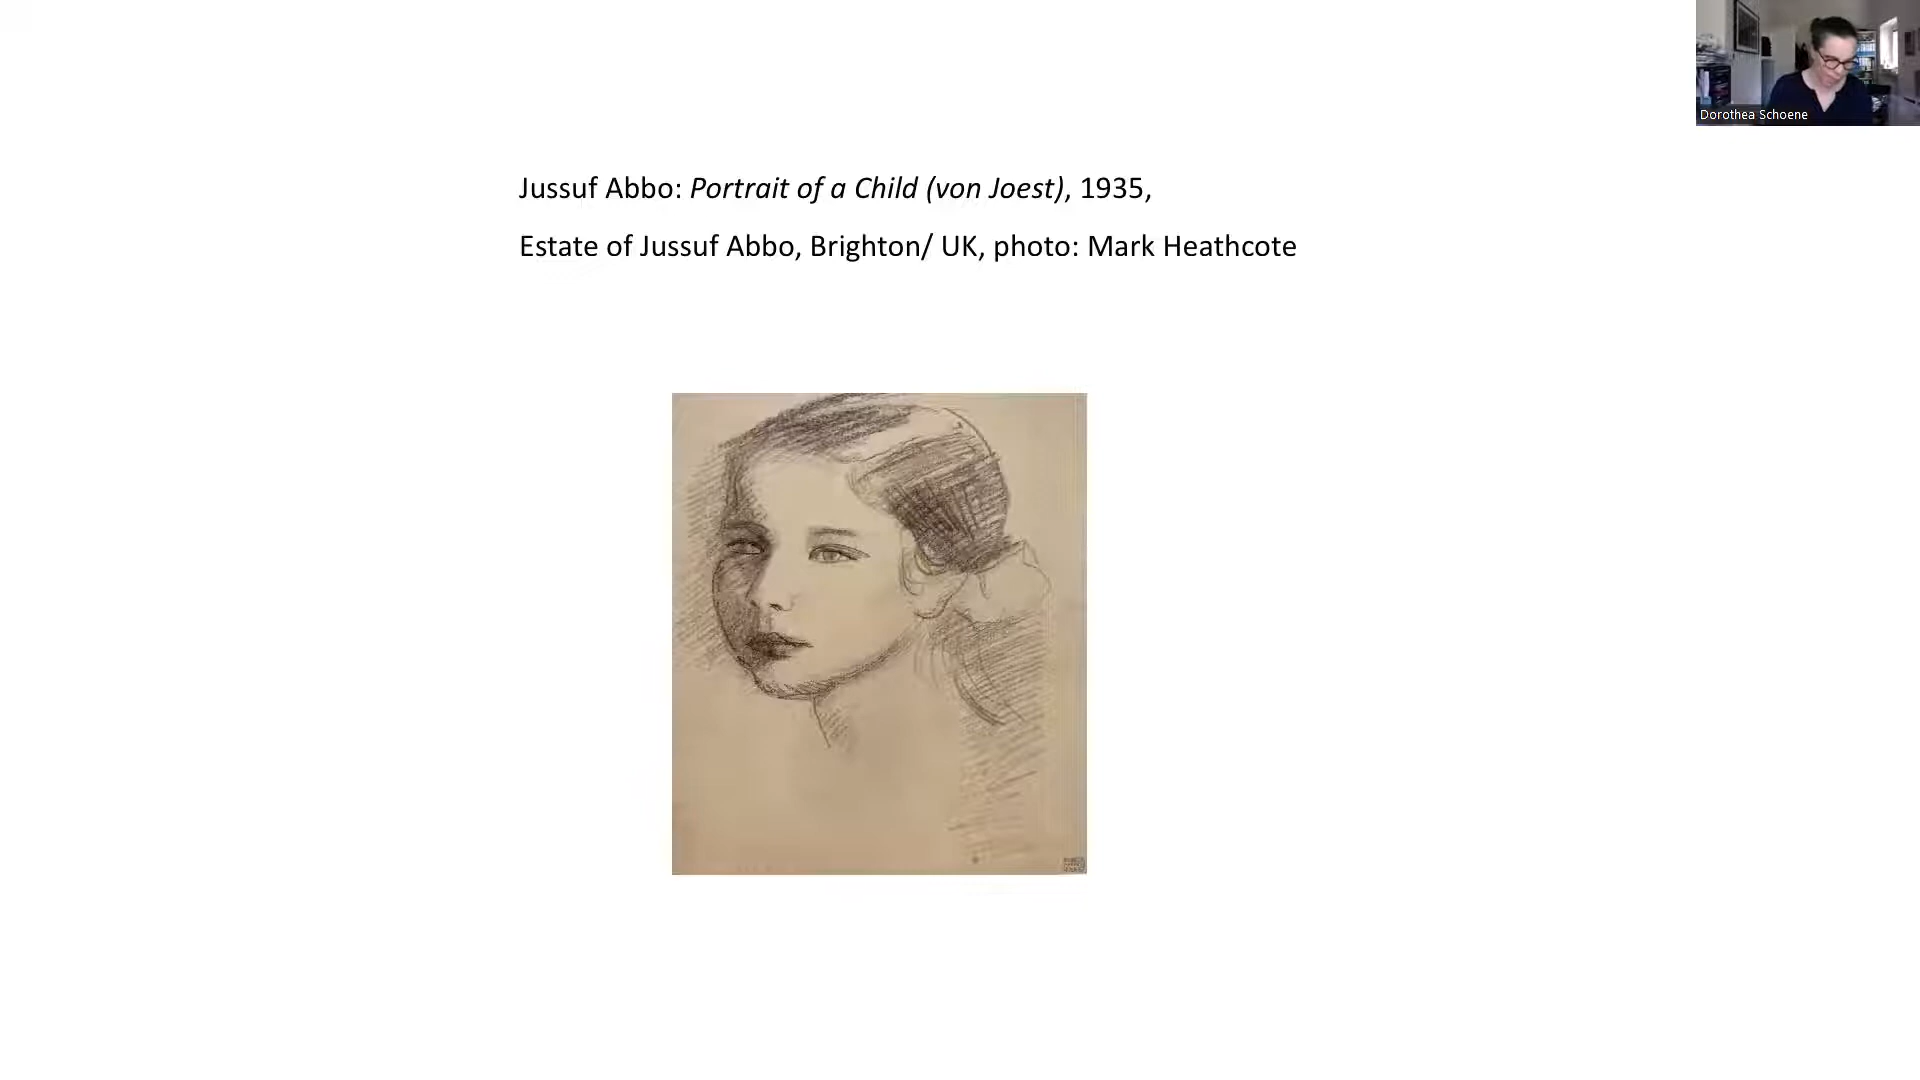 Dorothea Schoene
Jussuf Abbo: Portrait of a Child (von Joest), 1935,
Estate of Jussuf Abbo, Brighton/ UK, photo: Mark Heathcote